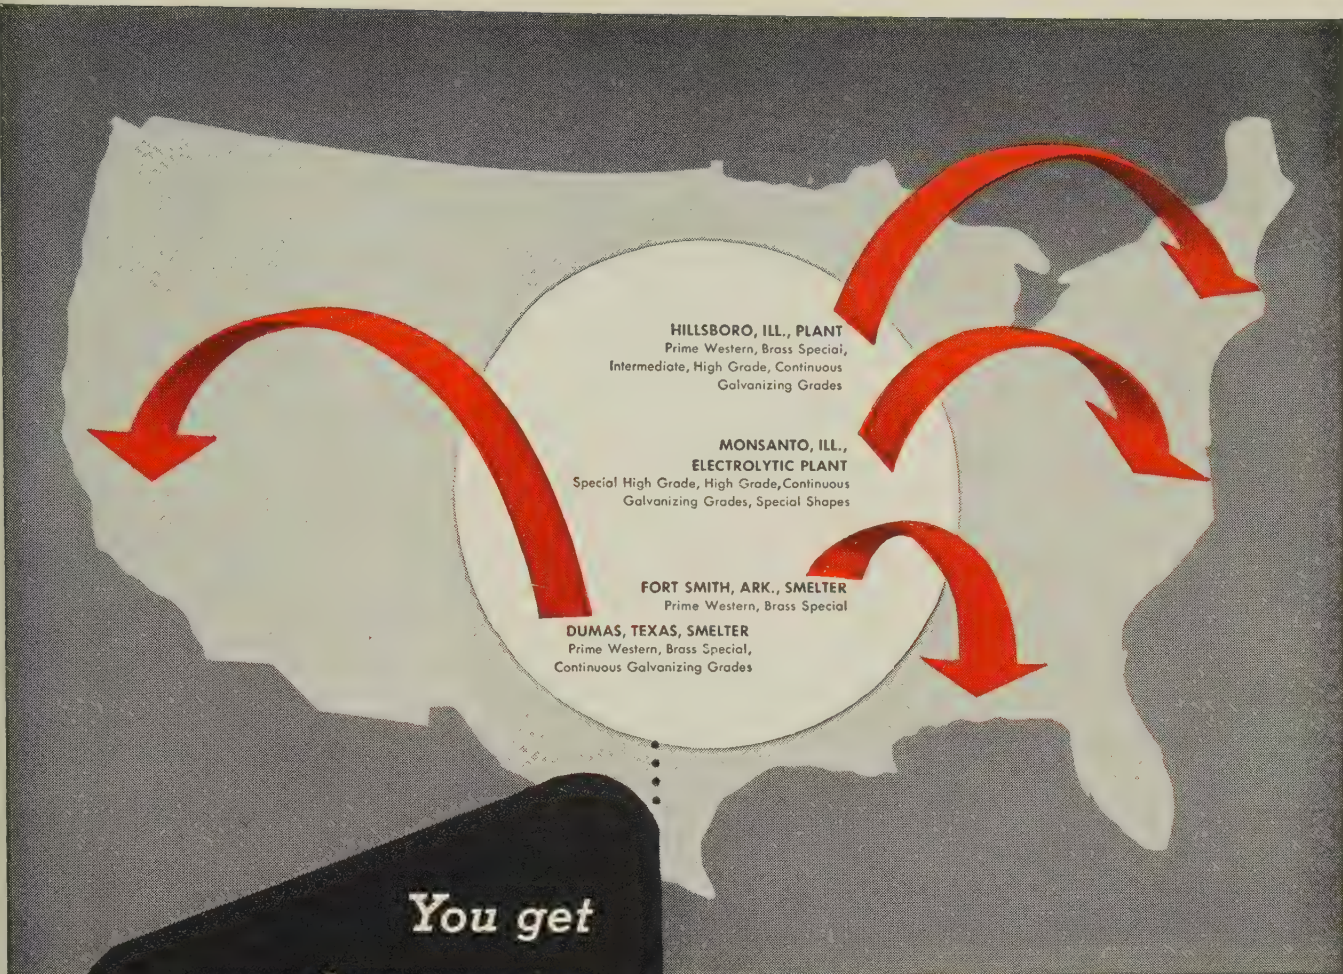 HILLSBORO, ILL., PLANT
Prime Western, Brass Special,
Intermediate, High Grade, Continuous
Galvanizing Grades
MONSANTO, ILL.,
ELECTROLYTIC PLANT
Special High Grade, High Grade, Continuous
Galvanizing Grades, Special Shapes
FORT SMITH, ARK., SMELTER
Prime Western, Brass Special
DUMAS, TEXAS, SMELTER
Prime Western, Brass Special,
Continuous Galvanizing Grades
You get